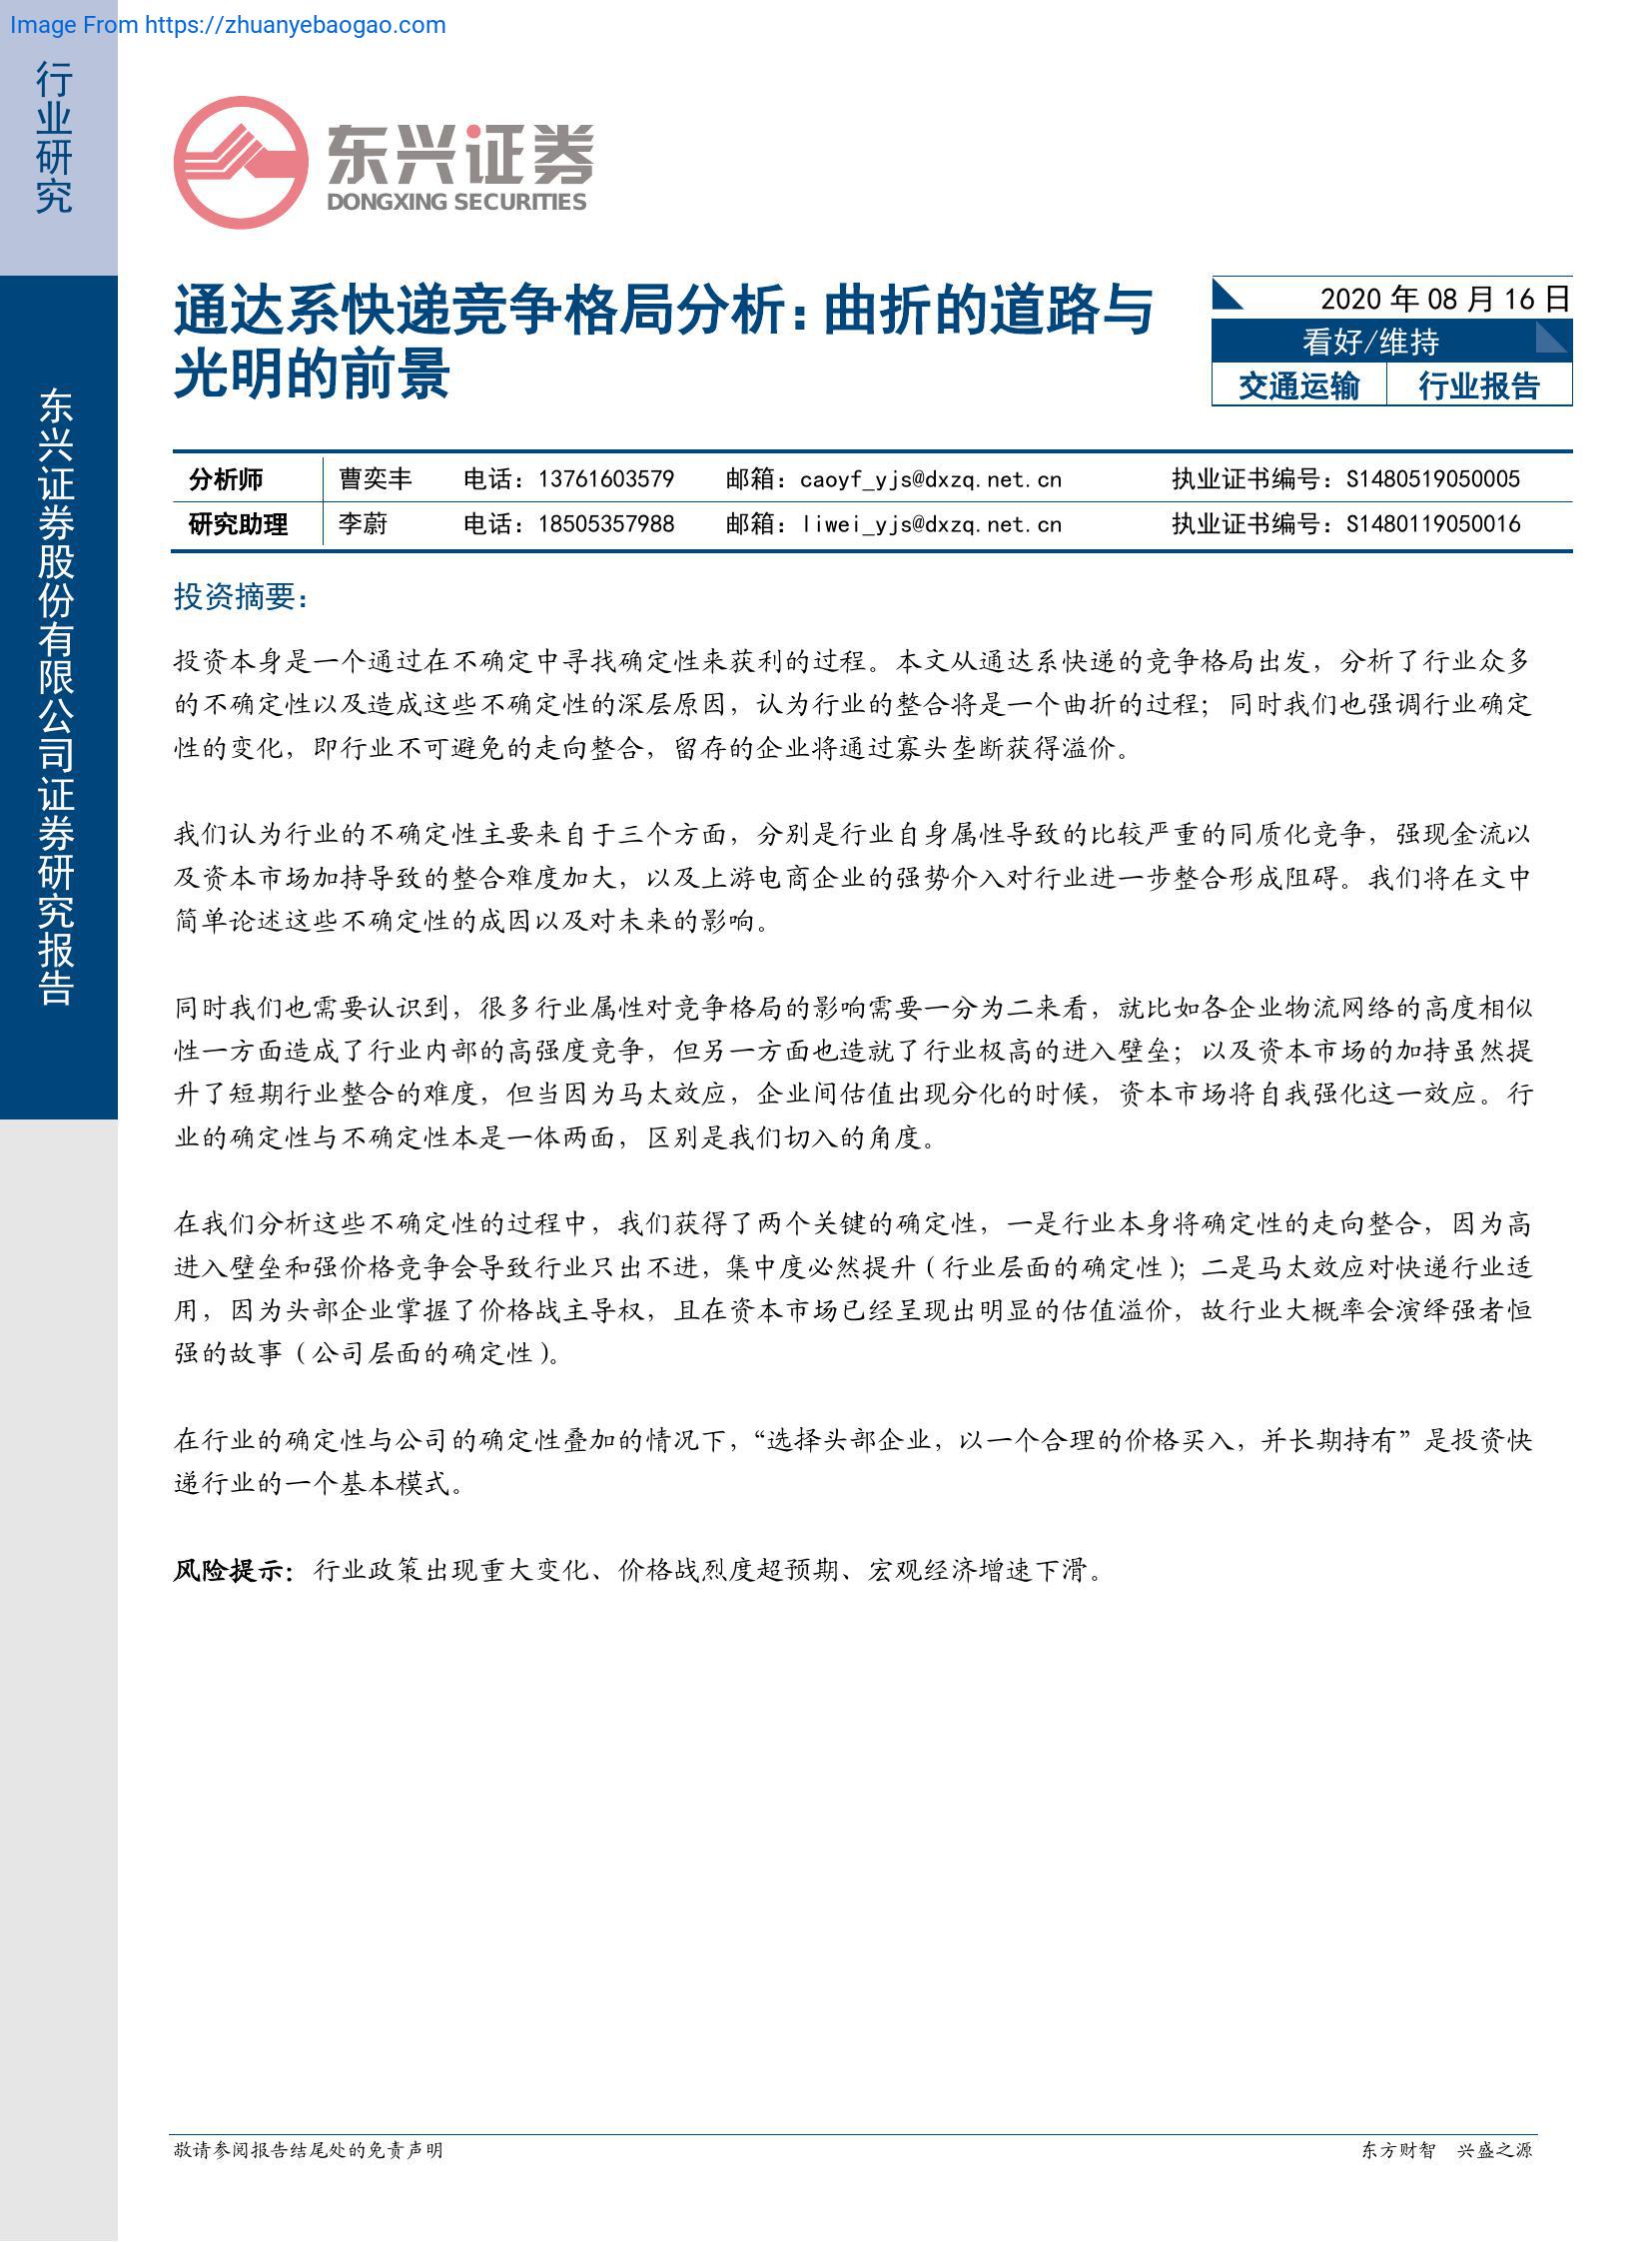 Image From https://zhuanyebaogao.com
行业研究
东兴证券股份有限公司证券研究报告
东兴证券
DONGXING SECURITIES
通达系快递竞争格局分析：曲折的道路与
光明的前景
2020 年 08 月 16 日
看好/维持
交通运输 行业报告
分析师 曹奕丰 电话：13761603579 邮箱：caoyf_yjs@dxzq.net.cn 执业证书编号：S1480519050005
研究助理 李蔚 电话：18505357988 邮箱：liwei_yjs@dxzq.net.cn 执业证书编号：S1480119050016
投资摘要：
投资本身是一个通过在不确定中寻找确定性来获利的过程。本文从通达系快递的竞争格局出发，分析了行业众多
的不确定性以及造成这些不确定性的深层原因，认为行业的整合将是一个曲折的过程；同时我们也强调行业确定
性的变化，即行业不可避免的走向整合，留存的企业将通过寡头垄断获得溢价。
我们认为行业的不确定性主要来自于三个方面，分别是行业自身属性导致的比较严重的同质化竞争，强现金流以
及资本市场加持导致的整合难度加大，以及上游电商企业的强势介入对行业进一步整合形成阻碍。我们将在文中
简单论述这些不确定性的成因以及对未来的影响。
同时我们也需要认识到，很多行业属性对竞争格局的影响需要一分为二来看，就比如各企业物流网络的高度相似
性一方面造成了行业内部的高强度竞争，但另一方面也造就了行业极高的进入壁垒；以及资本市场的加持虽然提
升了短期行业整合的难度，但当因为马太效应，企业间估值出现分化的时候，资本市场将自我强化这一效应。行
业的确定性与不确定性本是一体两面，区别是我们切入的角度。
在我们分析这些不确定性的过程中，我们获得了两个关键的确定性，一是行业本身将确定性的走向整合，因为高
进入壁垒和强价格竞争会导致行业只出不进，集中度必然提升（行业层面的确定性）；二是马太效应对快递行业适
用，因为头部企业掌握了价格战主导权，且在资本市场已经呈现出明显的估值溢价，故行业大概率会演绎强者恒
强的故事（公司层面的确定性）。
在行业的确定性与公司的确定性叠加的情况下，“选择头部企业，以一个合理的价格买入，并长期持有”是投资快
递行业的一个基本模式。
风险提示：行业政策出现重大变化、价格战烈度超预期、宏观经济增速下滑。
敬请参阅报告结尾处的免责声明 东方财智 兴盛之源